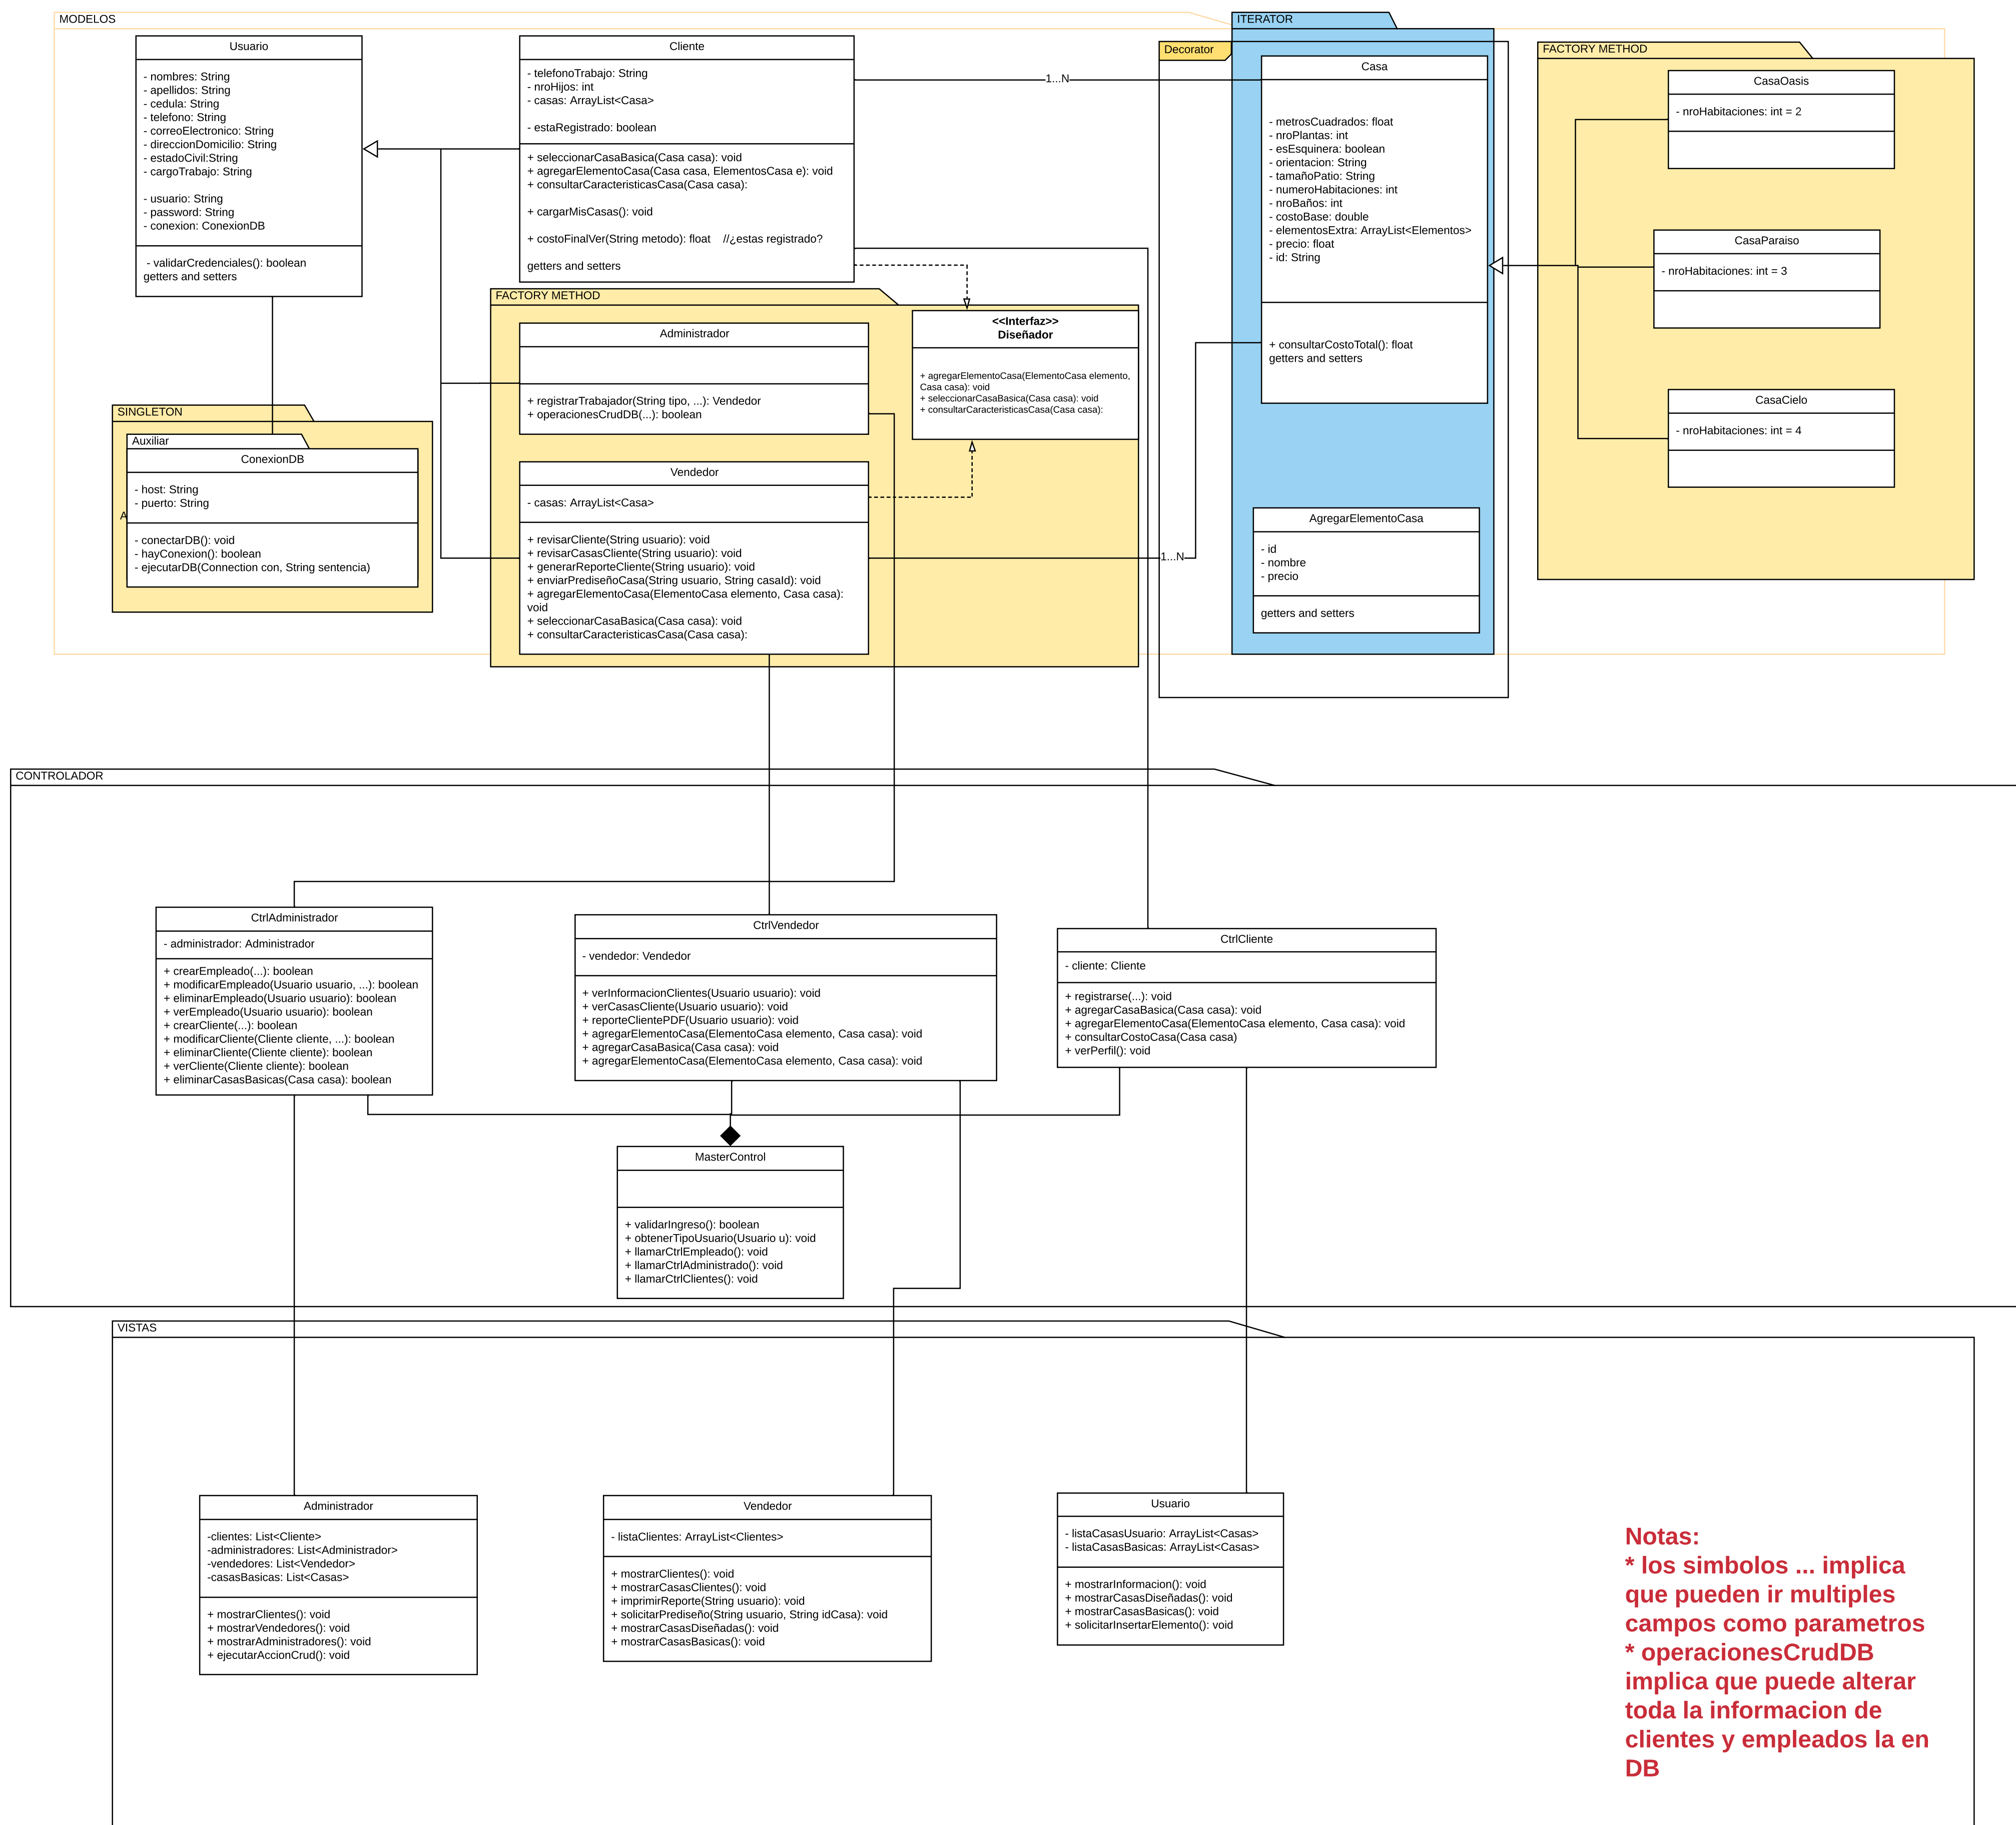 MODELOS
Usuario
- nombres: String
- apellidos: String
- cedula: String
- telefono: String
- correoElectronico: String
- direccionDomicilio: String
- estadoCivil:String
- cargoTrabajo: String
- usuario: String
- password: String
- conexion: ConexionDB
- validarCredenciales(): boolean
getters and setters
Cliente
- telefonoTrabajo: String
- nroHijos: int
- casas: ArrayList<Casa>
- estaRegistrado: boolean
+ seleccionarCasaBasica(Casa casa): void
+ agregarElementoCasa(Casa casa, ElementosCasa e): void
+ consultarCaracteristicasCasa(Casa casa):
+ cargarMisCasas(): void
+ costoFinalVer(String metodo): float    //¿estas registrado?
getters and setters
1...N
ITERATOR
Decorator
Casa
- metrosCuadrados: float
- nroPlantas: int
- esEsquinera: boolean
- orientacion: String
- tamañoPatio: String
- numeroHabitaciones: int
- nroBaños: int
- costoBase: double
- elementosExtra: ArrayList<Elementos>
- precio: float
- id: String
+ consultarCostoTotal(): float
getters and setters
AgregarElementoCasa
- id
- nombre
- precio
getters and setters
FACTORY METHOD
CasaOasis
- nroHabitaciones: int = 2
CasaParaiso
- nroHabitaciones: int = 3
CasaCielo
- nroHabitaciones: int = 4
FACTORY METHOD
Administrador
+ registrarTrabajador(String tipo, ...): Vendedor
+ operacionesCrudDB(...): boolean
<<Interfaz>>
Diseñador
+ agregarElementoCasa(ElementoCasa elemento,
Casa casa): void
+ seleccionarCasaBasica(Casa casa): void
+ consultarCaracteristicasCasa(Casa casa):
Vendedor
- casas: ArrayList<Casa>
+ revisarCliente(String usuario): void
+ revisarCasasCliente(String usuario): void
+ generarReporteCliente(String usuario): void
+ enviarPrediseñoCasa(String usuario, String casaId): void
+ agregarElementoCasa(ElementoCasa elemento, Casa casa):
void
+ seleccionarCasaBasica(Casa casa): void
+ consultarCaracteristicasCasa(Casa casa):
1...N
SINGLETON
Auxiliar
A
ConexionDB
- host: String
- puerto: String
- conectarDB(): void
- hayConexion(): boolean
- ejecutarDB(Connection con, String sentencia)
CONTROLADOR
CtrlAdministrador
- administrador: Administrador
+ crearEmpleado(...): boolean
+ modificarEmpleado(Usuario usuario, ...): boolean
+ eliminarEmpleado(Usuario usuario): boolean
+ verEmpleado(Usuario usuario): boolean
+ crearCliente(...): boolean
+ modificarCliente(Cliente cliente, ...): boolean
+ eliminarCliente(Cliente cliente): boolean
+ verCliente(Cliente cliente): boolean
+ eliminarCasasBasicas(Casa casa): boolean
CtrlVendedor
- vendedor: Vendedor
+ verInformacionClientes(Usuario usuario): void
+ verCasasCliente(Usuario usuario): void
+ reporteClientePDF(Usuario usuario): void
+ agregarElementoCasa(ElementoCasa elemento, Casa casa): void
+ agregarCasaBasica(Casa casa): void
+ agregarElementoCasa(ElementoCasa elemento, Casa casa): void
CtrlCliente
- cliente: Cliente
+ registrarse(...): void
+ agregarCasaBasica(Casa casa): void
+ agregarElementoCasa(ElementoCasa elemento, Casa casa): void
+ consultarCostoCasa(Casa casa)
+ verPerfil(): void
MasterControl
+ validarIngreso(): boolean
+ obtenerTipoUsuario(Usuario u): void
+ llamarCtrlEmpleado(): void
+ llamarCtrlAdministrado(): void
+ llamarCtrlClientes(): void
VISTAS
Administrador
-clientes: List<Cliente>
-administradores: List<Administrador>
-vendedores: List<Vendedor>
-casasBasicas: List<Casas>
+ mostrarClientes(): void
+ mostrarVendedores(): void
+ mostrarAdministradores(): void
+ ejecutarAccionCrud(): void
Vendedor
- listaClientes: ArrayList<Clientes>
+ mostrarClientes(): void
+ mostrarCasasClientes(): void
+ imprimirReporte(String usuario): void
+ solicitarPrediseño(String usuario, String idCasa): void
+ mostrarCasasDiseñadas(): void
+ mostrarCasasBasicas(): void
Usuario
- listaCasasUsuario: ArrayList<Casas>
- listaCasasBasicas: ArrayList<Casas>
+ mostrarInformacion(): void
+ mostrarCasasDiseñadas(): void
+ mostrarCasasBasicas(): void
+ solicitarInsertarElemento(): void
Notas:
* los simbolos ... implica
que pueden ir multiples
campos como parametros
* operacionesCrudDB
implica que puede alterar
toda la informacion de
clientes y empleados la en
DB